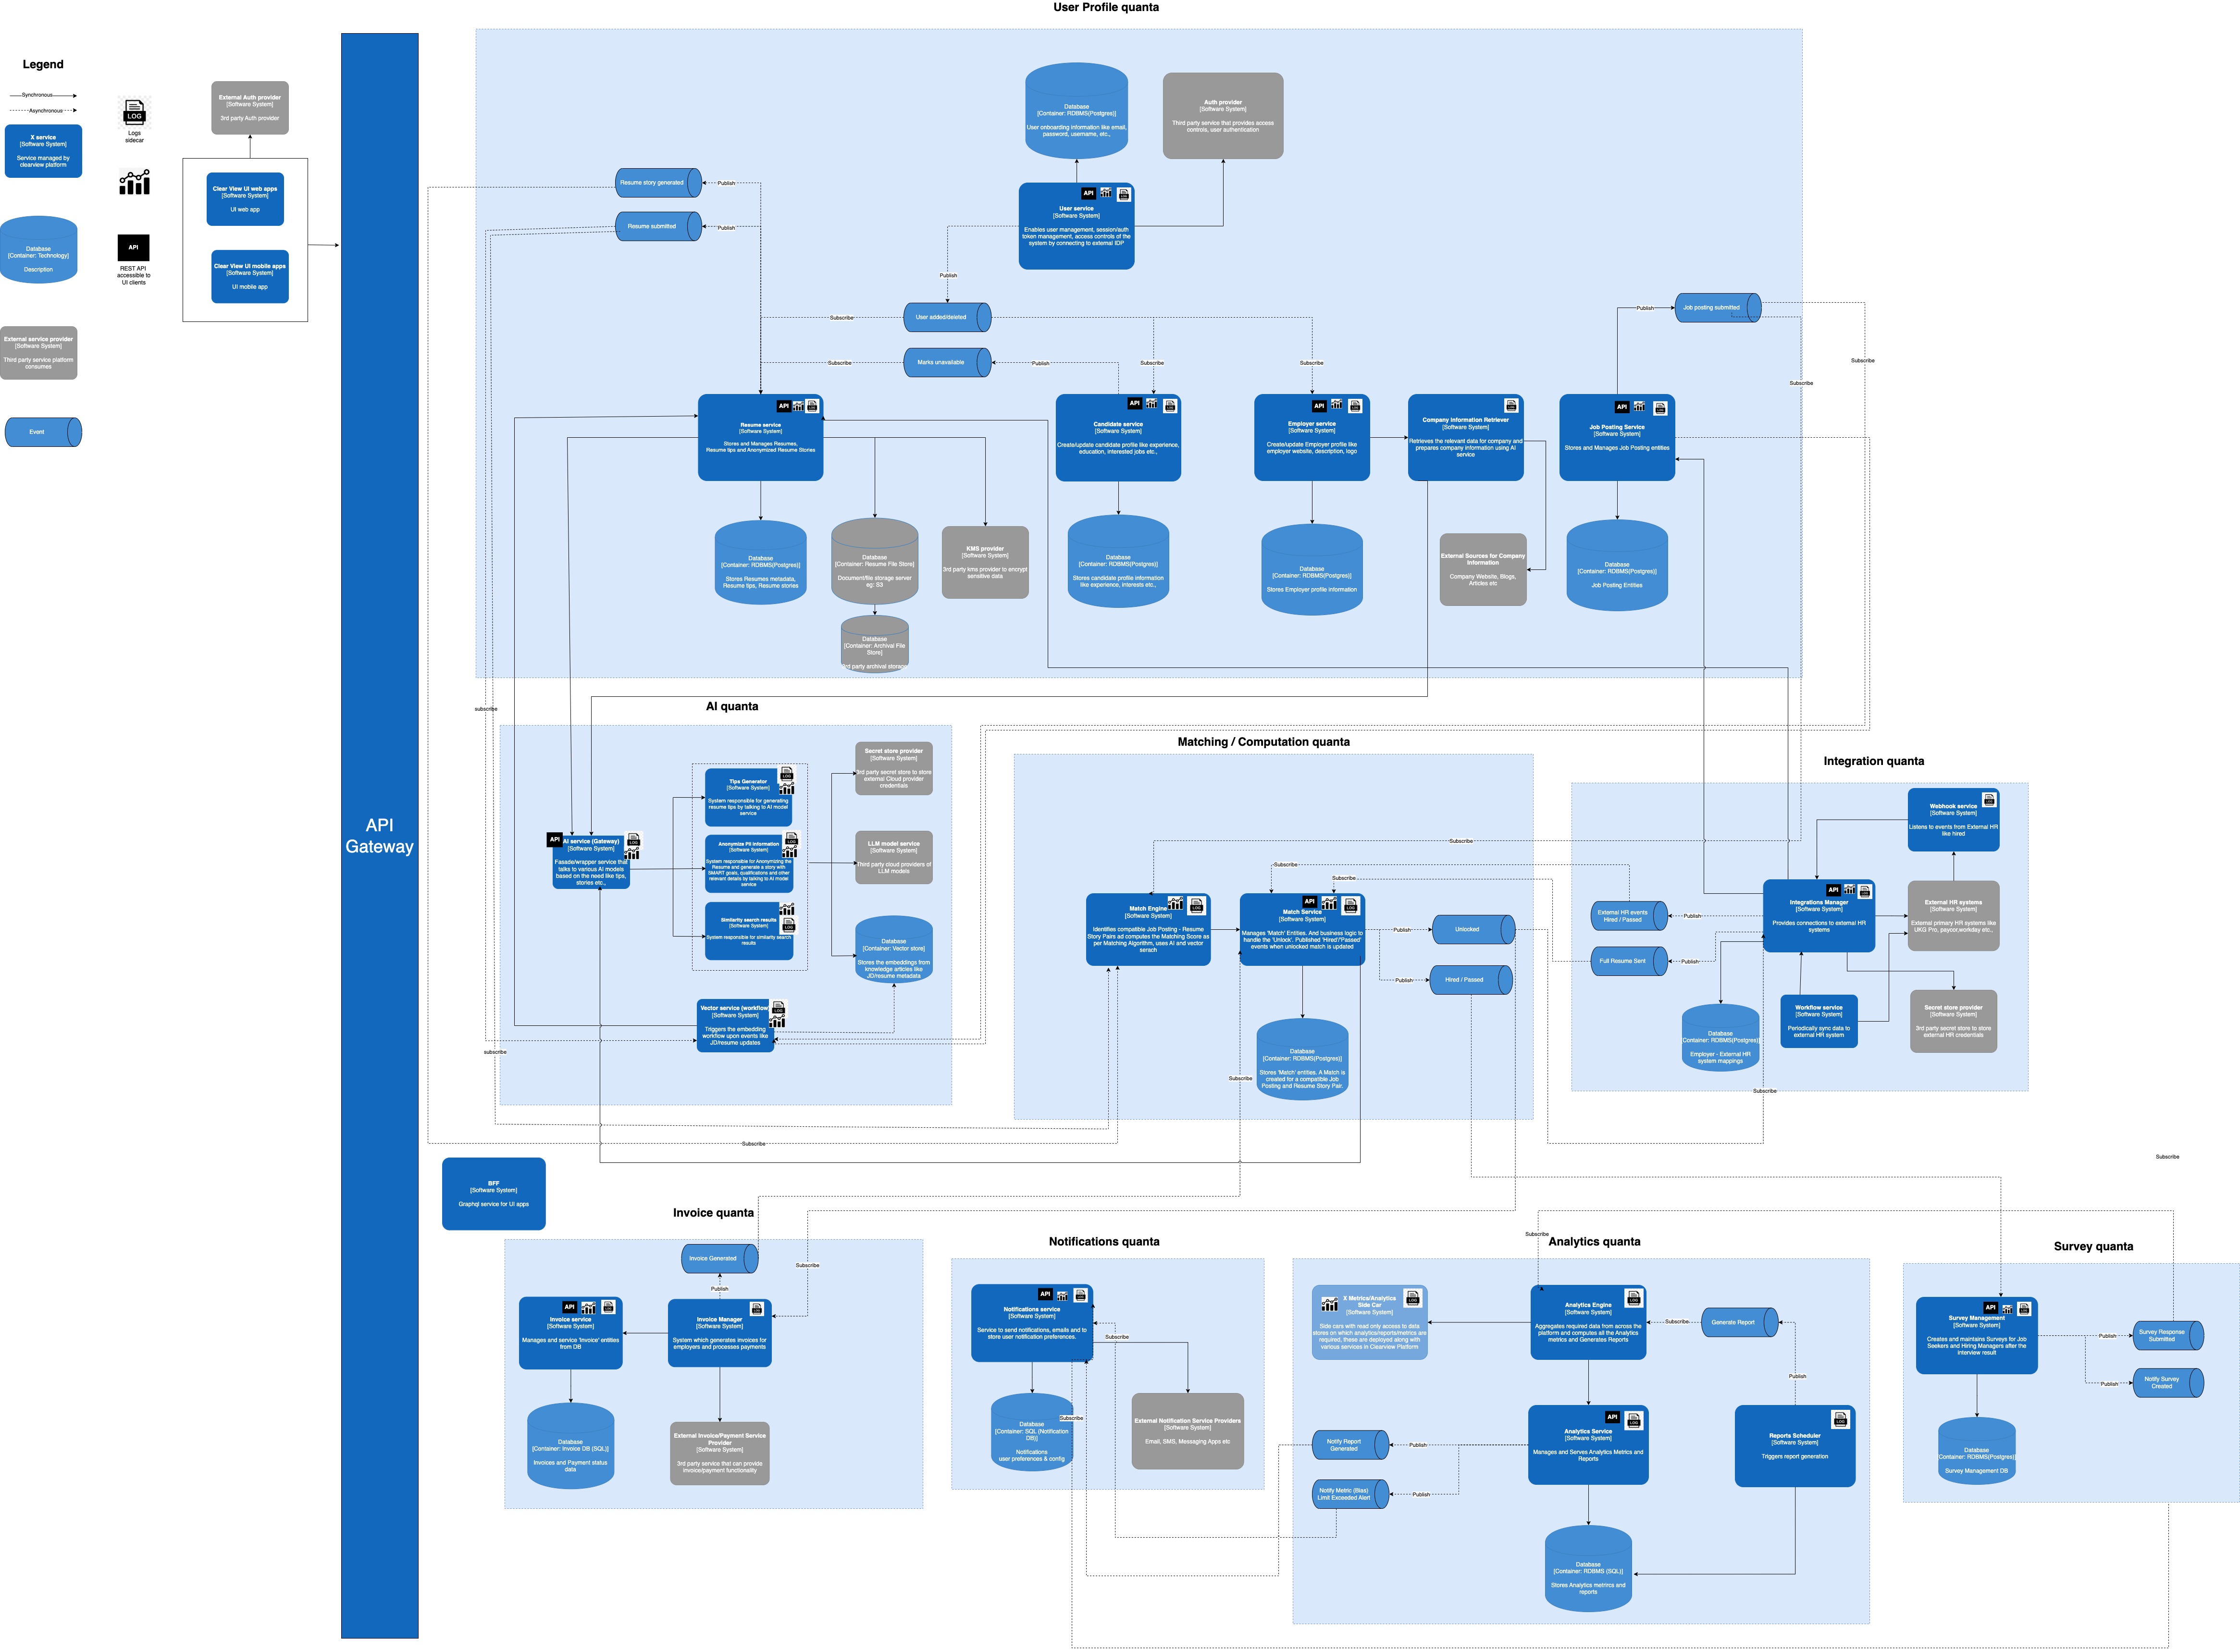 User Profile quanta
Legend
Synchronous
Asynchronous
X service
[Software System]
Service managed by
clearview platform
LOG
Logs
sidecar
Database
[Container: Technology]
Description
API
REST API
accessible to
UI clients
External service provider
[Software System]
Third party service platform
consumes
Event
External Auth provider
[Software System]
3rd party Auth provider
Clear View UI web apps
[Software System]
UI web app
Clear View UI mobile apps
[Software System]
UI mobile app
API
Gateway
Database
[Container: RDBMS(Postgres)]
User onboarding information like email,
password, username, etc.,
Auth provider
[Software System]
Third party service that provides access
controls, user authentication
Resume story generated
Publish
Resume submitted
Publish
API
LOG
User service
[Software System]
Enables user management, session/auth
token management, access controls of the
system by connecting to external IDP
Publish
User added/deleted
Subscribe
Marks unavailable
Subscribe
Publish
Subscribe
Subscribe
Publish
Job posting submitted
Subscribe
Subscribe
API
LOG
Resume service
[Software System]
Stores and Manages Resumes,
Resume tips and Anonymized Resume Stories
API
LOG
Candidate service
[Software System]
Create/update candidate profile like experience,
education, interested jobs etc.,
API
LOG
Employer service
[Software System]
Create/update Employer profile like
employer website, description, logo
LOG
Company Information Retriever
[Software System]
Retrieves the relevant data for company and
prepares company information using AI
service
API
LOG
Job Posting Service
[Software System]
Stores and Manages Job Posting entities
Database
[Container: RDBMS(Postgres)]
Stores Resumes metadata,
Resume tips, Resume stories
Database
[Container: Resume File Store]
Document/file storage server
eg: S3
Database
[Container: Archival File
Store]
3rd party archival storage
KMS provider
[Software System]
3rd party kms provider to encrypt
sensitive data
Database
[Container: RDBMS(Postgres)]
Stores candidate profile information
like experience, interests etc.,
Database
[Container: RDBMS(Postgres)]
Stores Employer profile information
External Sources for Company
Information
[Software System]
Company Website, Blogs,
Articles etc
Database
[Container: RDBMS(Postgres)]
Job Posting Entities
subscribe
AI quanta
Tips Generator
[Software System]
System responsible for generating
resume tips by talking to AI model
service
LOG
Secret store provider
[Software System]
3rd party secret store to store
external Cloud provider
credentials
API
LOG
AI service (Gateway)
[Software System]
Fasade/wrapper service that
talks to various AI models
based on the need like tips,
stories etc.,
LOG
Anonymize PII Information
[Software System]
System responsible for Anonymizing the
Resume and generate a story with
SMART goals, qualifications and other
relevant details by talking to AI model
service
LLM model service
[Software System]
Third party cloud providers of
LLM models
LOG
Similarity search results
[Software System]
System responsible for similarity search
results
Database
[Container: Vector store]
Stores the embeddings from
knowledge articles like
JD/resume metadata
LOG
Vector service (workflow)
[Software System]
Triggers the embedding
workflow upon events like
JD/resume updates
subscribe
Matching / Computation quanta
Subscribe
Subscribe
Subscribe
LOG
Match Engine
[Software System]
Identifies compatible Job Posting - Resume
Story Pairs ad computes the Matching Score as
per Matching Algorithm, uses AI and vector
serach
API
LOG
Match Service
[Software System]
Manages 'Match' Entities. And business logic to
handle the 'Unlock'. Published 'Hired'/'Passed'
events when unlocked match is updated
Publish
Unlocked
Publish
Hired / Passed
Subscribe
Database
[Container: RDBMS(Postgres)]
Stores 'Match' entities. A Match is
created for a compatible Job
Posting and Resume Story Pair.
Integration quanta
LOG
Webhook service
[Software System]
Listens to events from External HR
like hired
API
LOG
Integrations Manager
[Software System]
Provides connections to external HR
systems
External HR systems
[Software System]
External primary HR systems like
UKG Pro, paycor,workday etc.,
External HR events
Hired / Passed
Publish
Full Resume Sent
Publish
Database
[Container: RDBMS(Postgres)]
Employer - External HR
system mappings
Workflow service
[Software System]
Periodically sync data to
external HR system
Secret store provider
[Software System]
3rd party secret store to store
external HR credentials
Subscribe
Subscribe
Subscribe
BFF
[Software System]
Graphql service for UI apps
Invoice quanta
Invoice Generated
Publish
Subscribe
API
LOG
Invoice service
[Software System]
Manages and service 'Invoice' entities
from DB
LOG
Invoice Manager
[Software System]
System which generates invoices for
employers and processes payments
Database
[Container: Invoice DB (SQL)]
Invoices and Payment status
data
External Invoice/Payment Service
Provider
[Software System]
3rd party service that can provide
invoice/payment functionality
Notifications quanta
API
LOG
Notifications service
[Software System]
Service to send notifications, emails and to
store user notification preferences.
Subscribe
Subscribe
Database
[Container: SQL (Notification
DB)]
Notifications
user preferences & config
External Notification Service Providers
[Software System]
Email, SMS, Messaging Apps etc
Analytics quanta
Subscribe
LOG
X Metrics/Analytics
Side Car
[Software System]
Side cars with read only access to data
stores on which analytics/reports/metrics are
required, these are deployed along with
various services in Clearview Platform
LOG
Analytics Engine
[Software System]
Aggregates required data from across the
platform and computes all the Analytics
metrics and Generates Reports
Subscribe
Generate Report
Publish
Notify Report
Generated
Publish
Notify Metric (Bias)
Limit Exceeded Alert
Publish
API
LOG
Analytics Service
[Software System]
Manages and Serves Analytics Metrics and
Reports
LOG
Reports Scheduler
[Software System]
Triggers report generation
Database
[Container: RDBMS (SQL)]
Stores Analytics metrircs and
reports
Survey quanta
API
LOG
Survey Management
[Software System]
Creates and maintains Surveys for Job
Seekers and Hiring Managers after the
interview result
Publish
Survey Response
Submitted
Publish
Notify Survey
Created
Database
[Container: RDBMS(Postgres)]
Survey Management DB